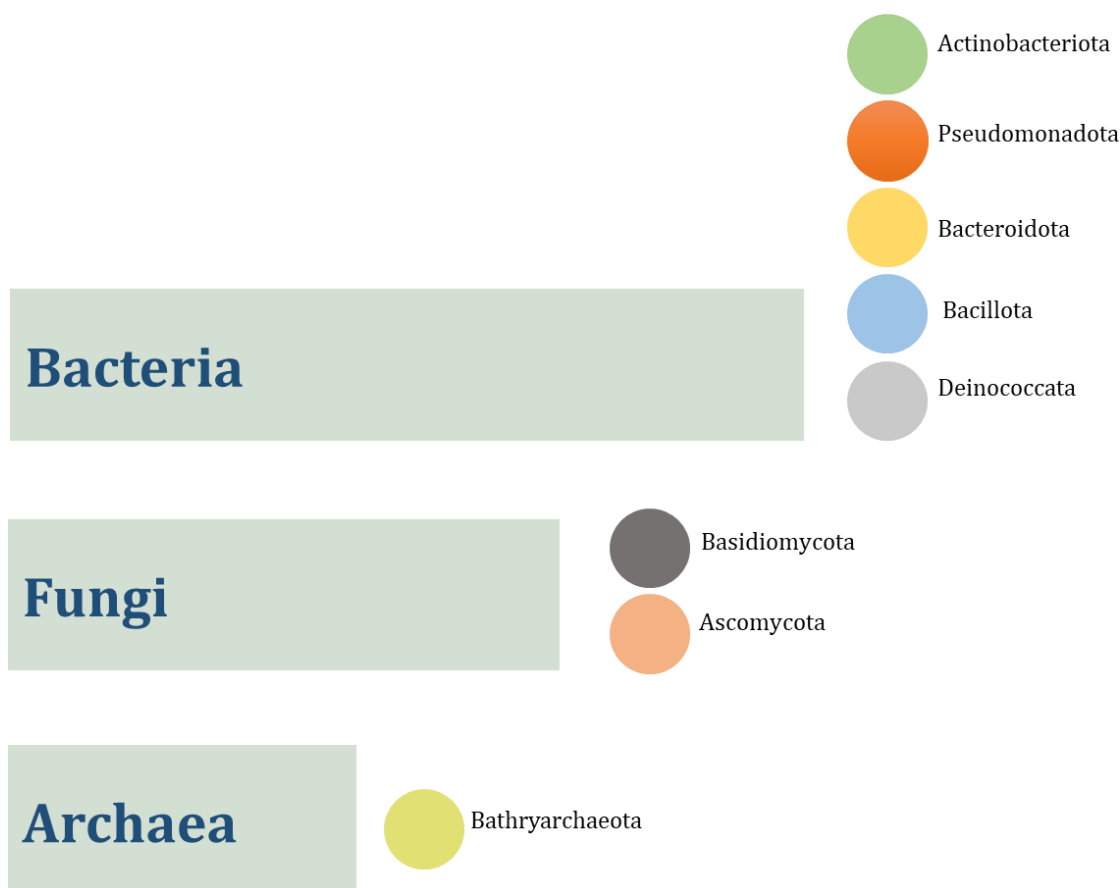 Actinobacteriota
Pseudomonadota
Bacteroidota
Bacillota
Deinococcata
Bacteria
Basidiomycota
Ascomycota
Fungi
Bathryarchaeota
Archaea